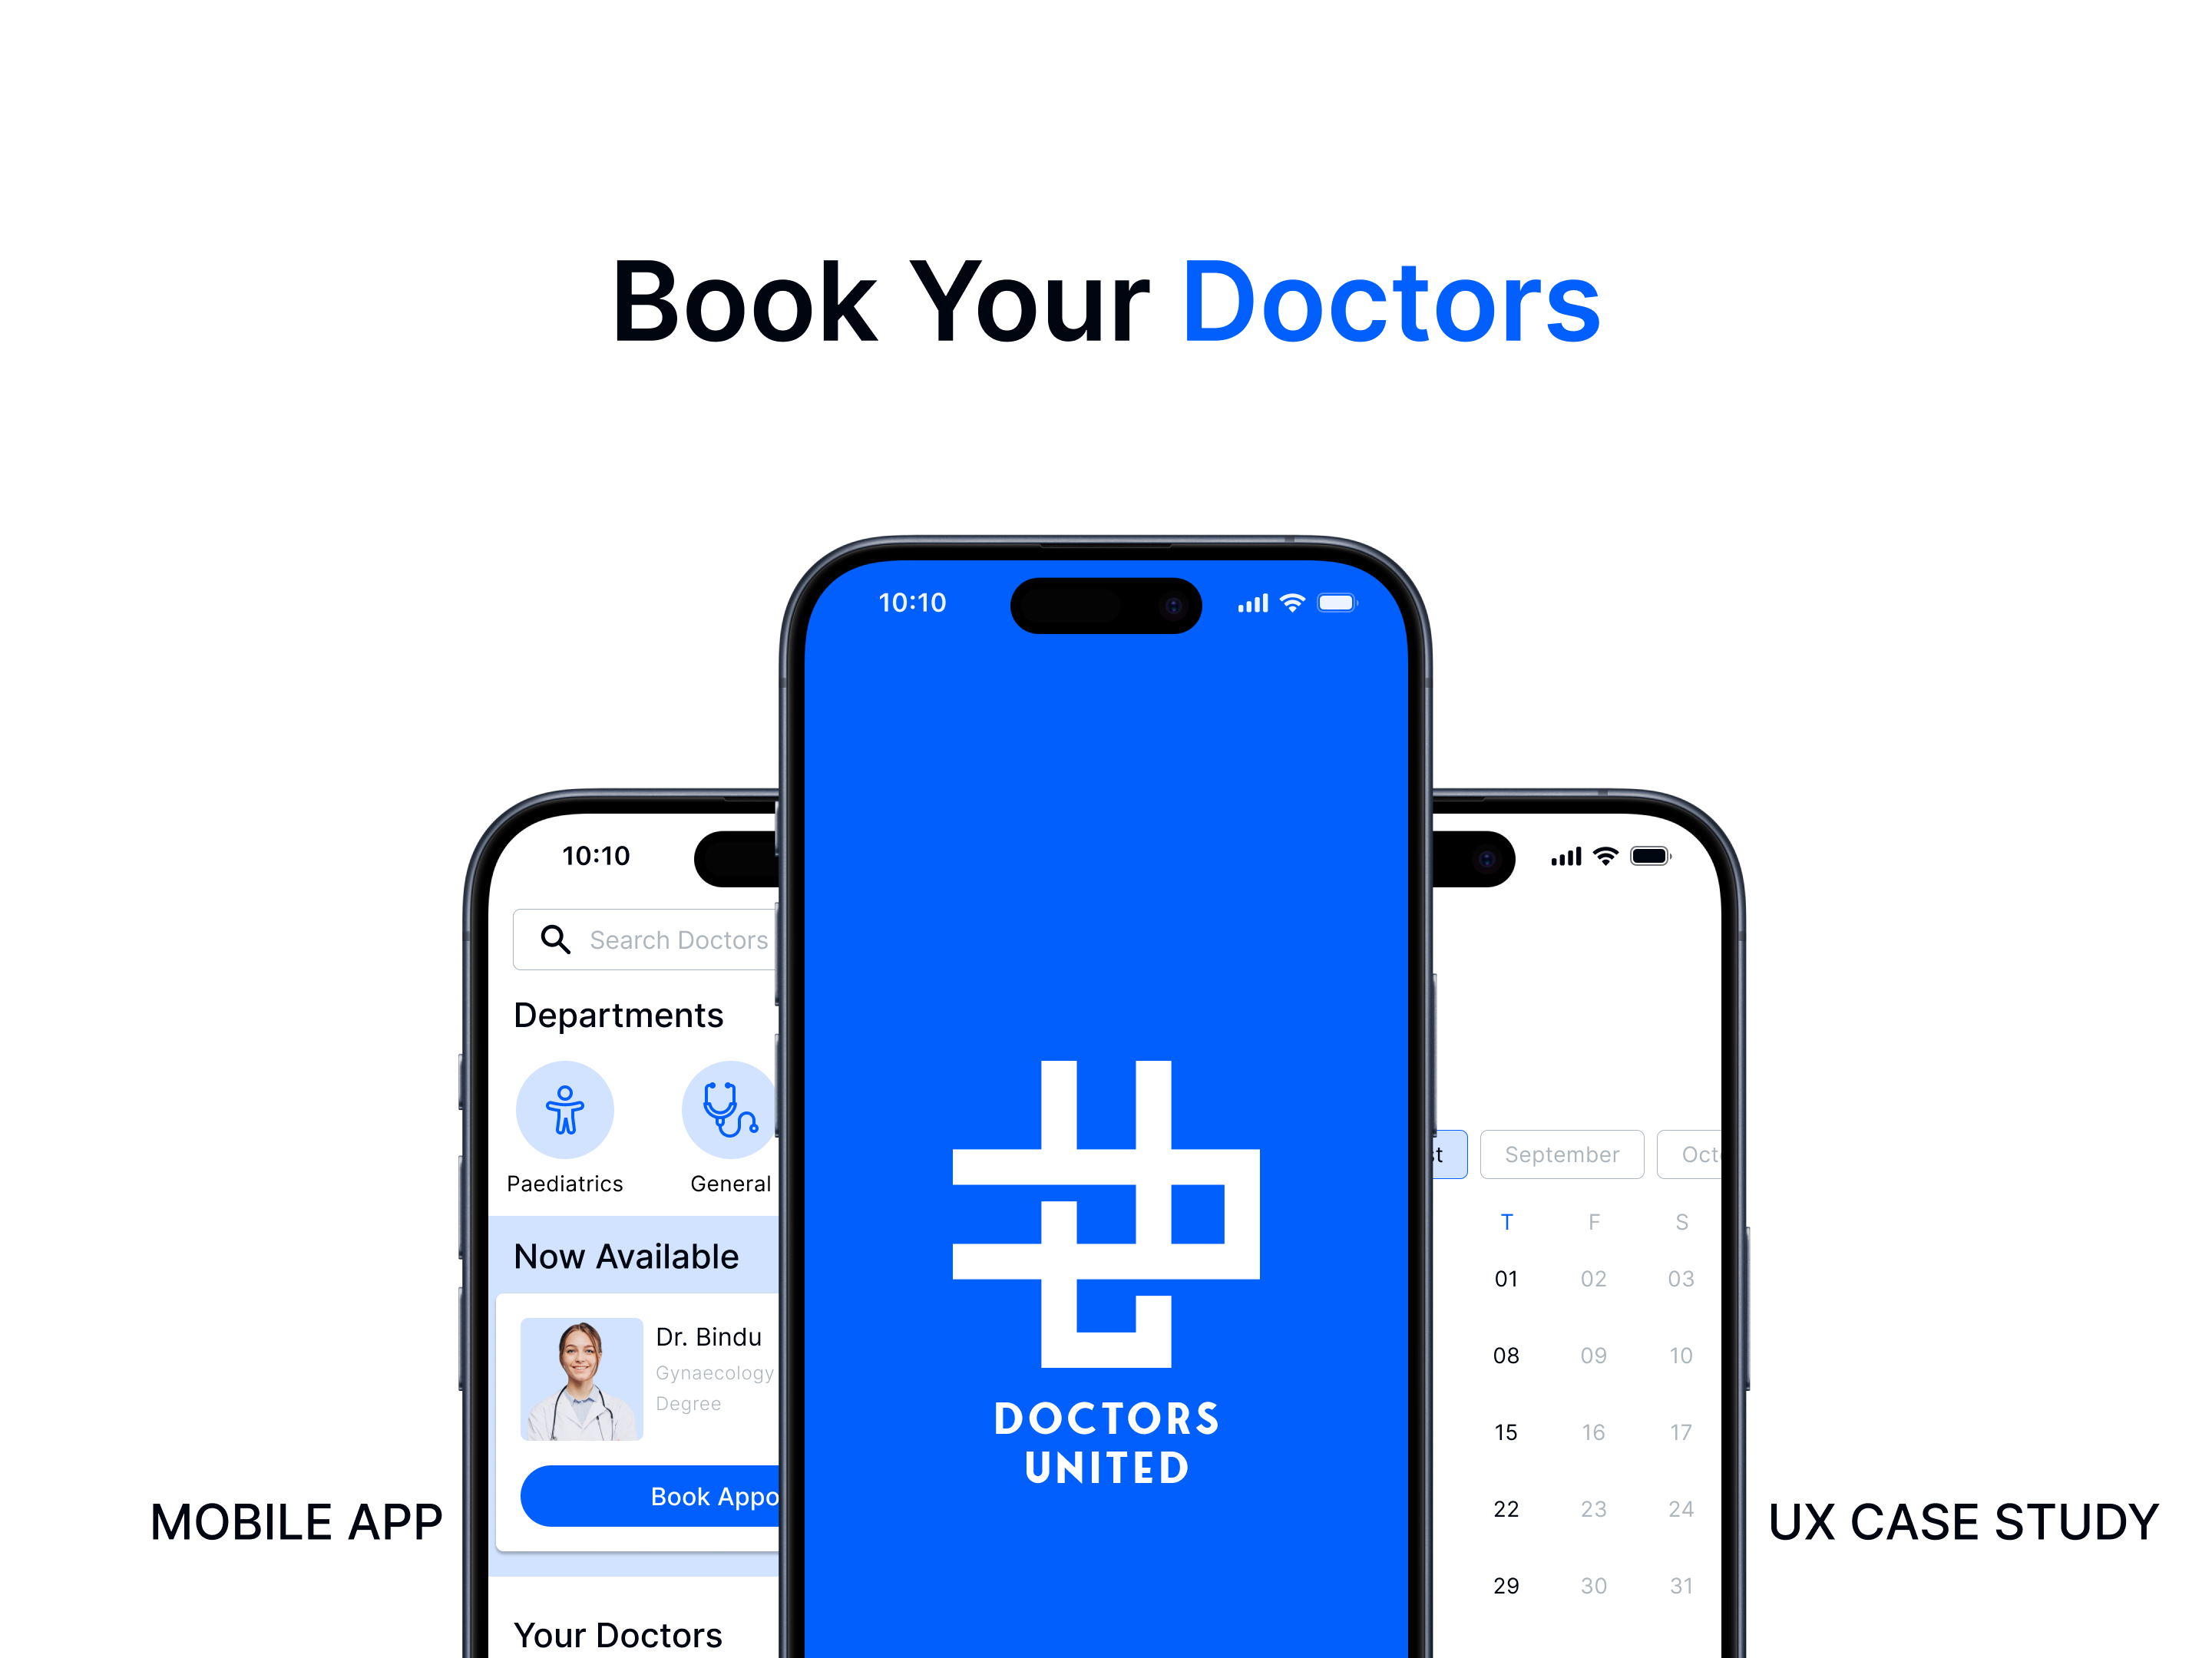 Book Your Doctors
10:10
10:10
Search Doctors
Departments
Paediatrics General
Now Available
Dr. Bindu
Gynaecology
Degree
Book Appo
Your Doctors
DOCTORS
UNITED
st September Octo
T F S
01 02 03
08 09 10
15 16 17
22 23 24
29 30 31
MOBILE APP
UX CASE STUDY